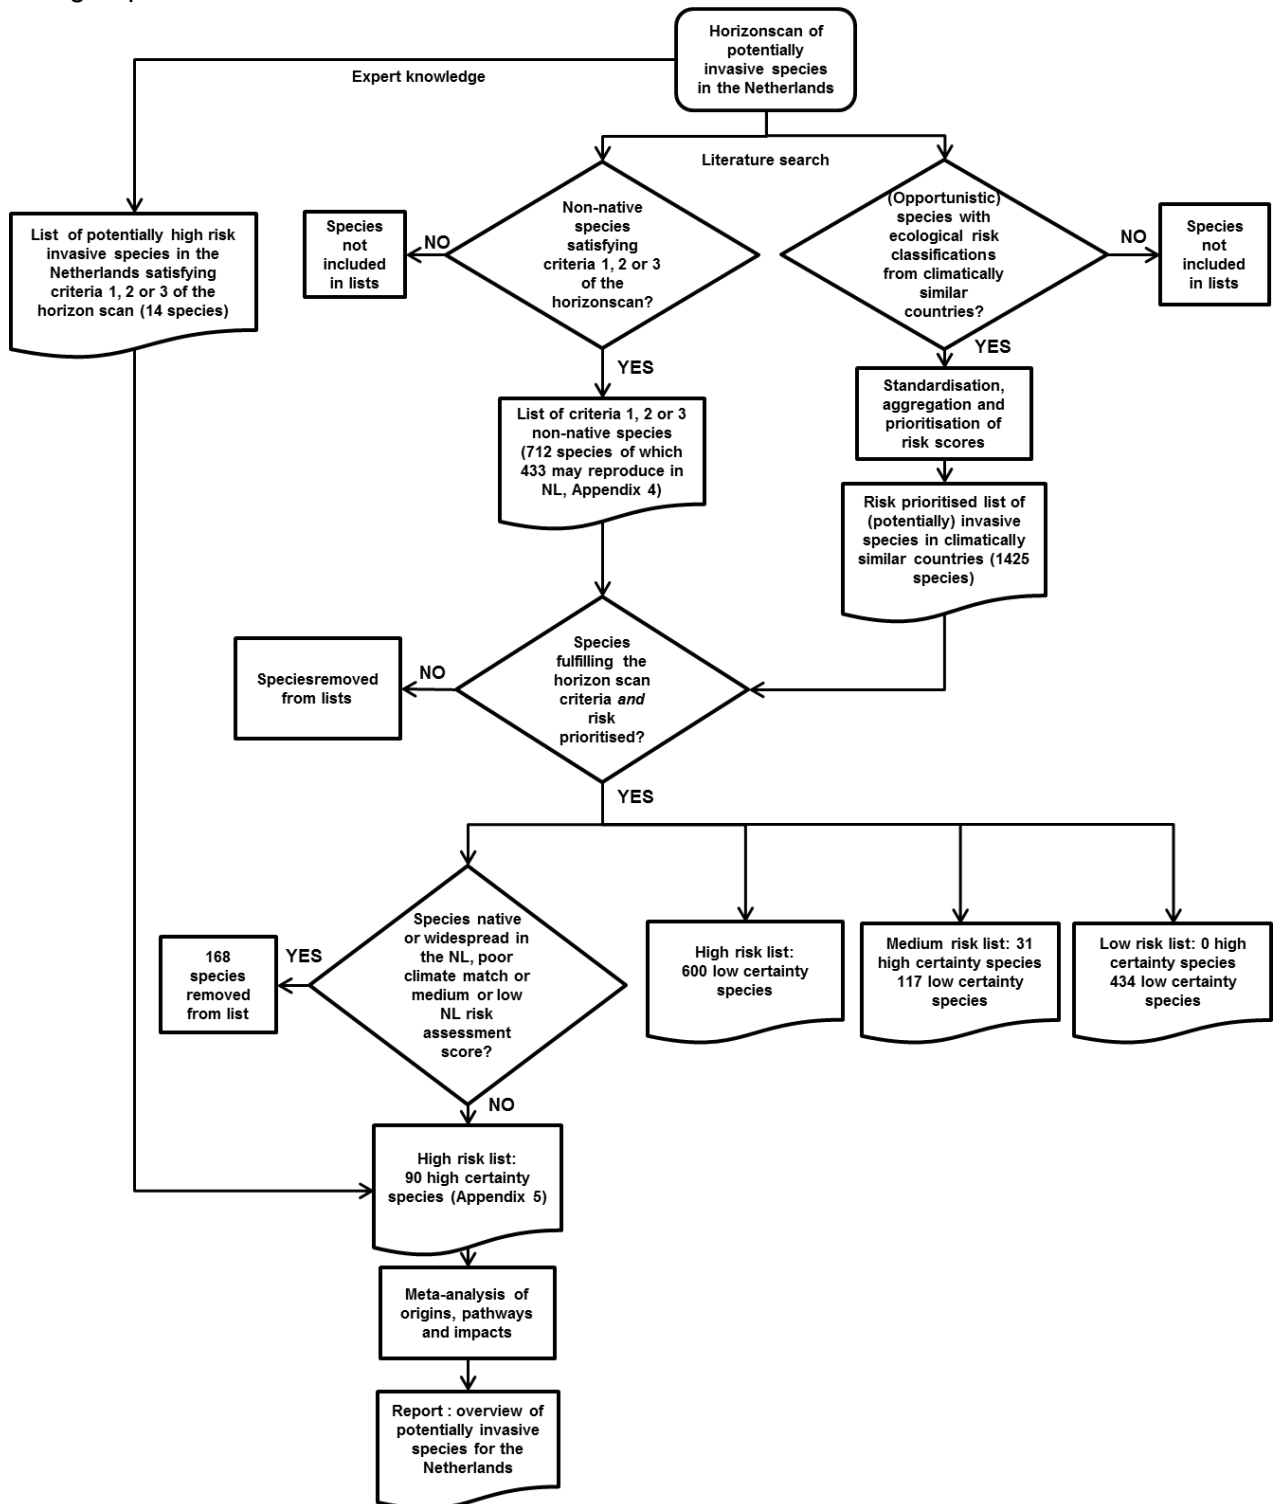 Horizonscan of
potentially
invasive species
in the Netherlands
Expert knowledge
Literature search
List of potentially high risk
invasive species in the
Netherlands satisfying
criteria 1, 2 or 3 of the
horizon scan (14 species)
Species
not
included
in lists
NO
Non-native
species
satisfying
criteria 1, 2 or 3
of the
horizonscan?
(Opportunistic)
species with
ecological risk
classifications
from climatically
similar
countries?
NO
Species
not
included
in lists
YES
YES
List of criteria 1, 2 or 3
non-native species
(712 species of which
433 may reproduce in
NL, Appendix 4)
Standardisation,
aggregation and
prioritisation of
risk scores
Risk prioritised list of
(potentially) invasive
species in climatically
similar countries (1425
species)
Speciesremoved
from lists
NO
Species
fulfilling the
horizon scan
criteria and
risk
prioritised?
YES
168
species
removed
from list
YES
Species native
or widespread in
the NL, poor
climate match or
medium or low
NL risk
assessment
score?
High risk list:
600 low certainty
species
Medium risk list: 31
high certainty species
117 low certainty
species
Low risk list: 0 high
certainty species
434 low certainty
species
NO
High risk list:
90 high certainty
species (Appendix 5)
Meta-analysis of
origins, pathways
and impacts
Report : overview of
potentially invasive
species for the
Netherlands